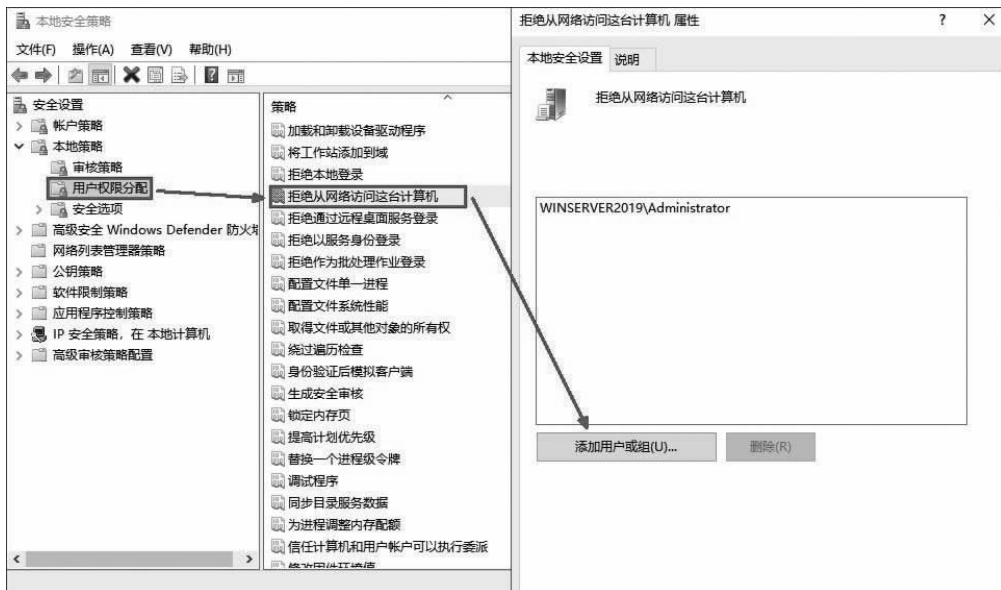 本地安全策略
文件(F) 操作(A) 查看(V) 帮助(H)
安全设置
帐户策略
本地策略
审核策略
用户权限分配
安全选项
高级安全 Windows Defender 防火
网络列表管理器策略
公钥策略
软件限制策略
应用程序控制策略
IP 安全策略，在 本地计算机
高级审核策略配置
策略
加载和卸载设备驱动程序
将工作站添加到域
拒绝本地登录
拒绝从网络访问这台计算机
拒绝通过远程桌面服务登录
拒绝以服务身份登录
拒绝作为批处理作业登录
配置文件单一进程
配置文件系统性能
取得文件或其他对象的所有权
绕过遍历检查
身份验证后模拟客户端
生成安全审核
锁定内存页
提高计划优先级
替换一个进程级令牌
调试程序
同步目录服务数据
为进程调整内存配额
信任计算机和用户帐户可以执行委派
拒绝从网络访问这台计算机 属性 ? ×
本地安全设置 说明
拒绝从网络访问这台计算机
WINSERVER2019\Administrator
添加用户或组(U)... 删除(R)